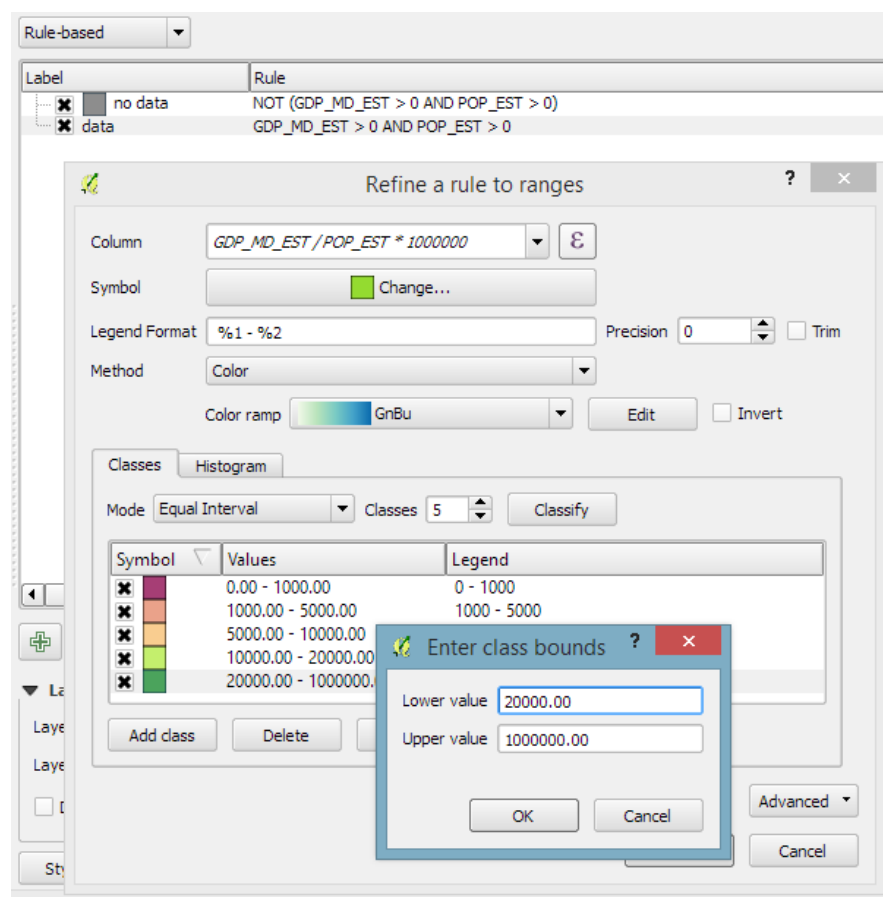 Rule-based
Label Rule
no data NOT (GDP_MD_EST > 0 AND POP_EST > 0)
data GDP_MD_EST > 0 AND POP_EST > 0
Refine a rule to ranges ? ×
Column GDP_MD_EST / POP_EST * 1000000 ε
Symbol Change...
Legend Format %1 - %2 Precision 0 Trim
Method Color
Color ramp GnBu Edit Invert
Classes Histogram
Mode Equal Interval Classes 5 Classify
Symbol Values Legend
0.00 - 1000.00 0 - 1000
1000.00 - 5000.00 1000 - 5000
5000.00 - 10000.00
10000.00 - 20000.00
20000.00 - 1000000.
Enter class bounds ? ×
Lower value 20000.00
Upper value 1000000.00
OK Cancel
Add class Delete
Advanced
Cancel